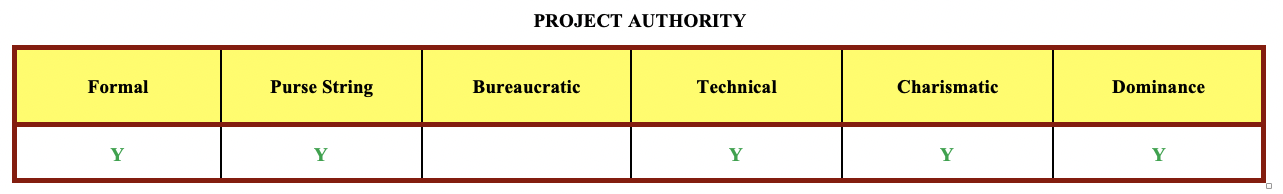 PROJECT AUTHORITY
Formal Purse String Bureaucratic Technical Charismatic Dominance
Y Y Y Y Y